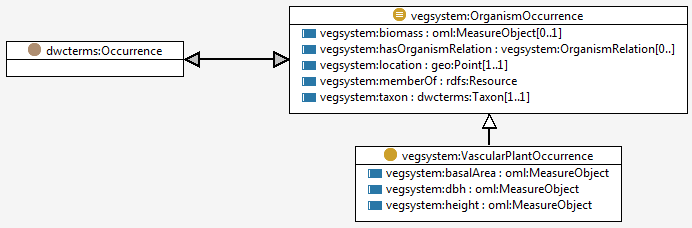 vegsystem:OrganismOccurrence
vegsystem:biomass : oml:MeasureObject[0..1]
vegsystem:hasOrganismRelation : vegsystem:OrganismRelation[0..]
vegsystem:location : geo:Point[1..1]
vegsystem:memberOf : rdfs:Resource
vegsystem:taxon : dwcterms:Taxon[1..1]
dwcterms:Occurrence
vegsystem:VascularPlantOccurrence
vegsystem:basalArea : oml:MeasureObject
vegsystem:dbh : oml:MeasureObject
vegsystem:height : oml:MeasureObject